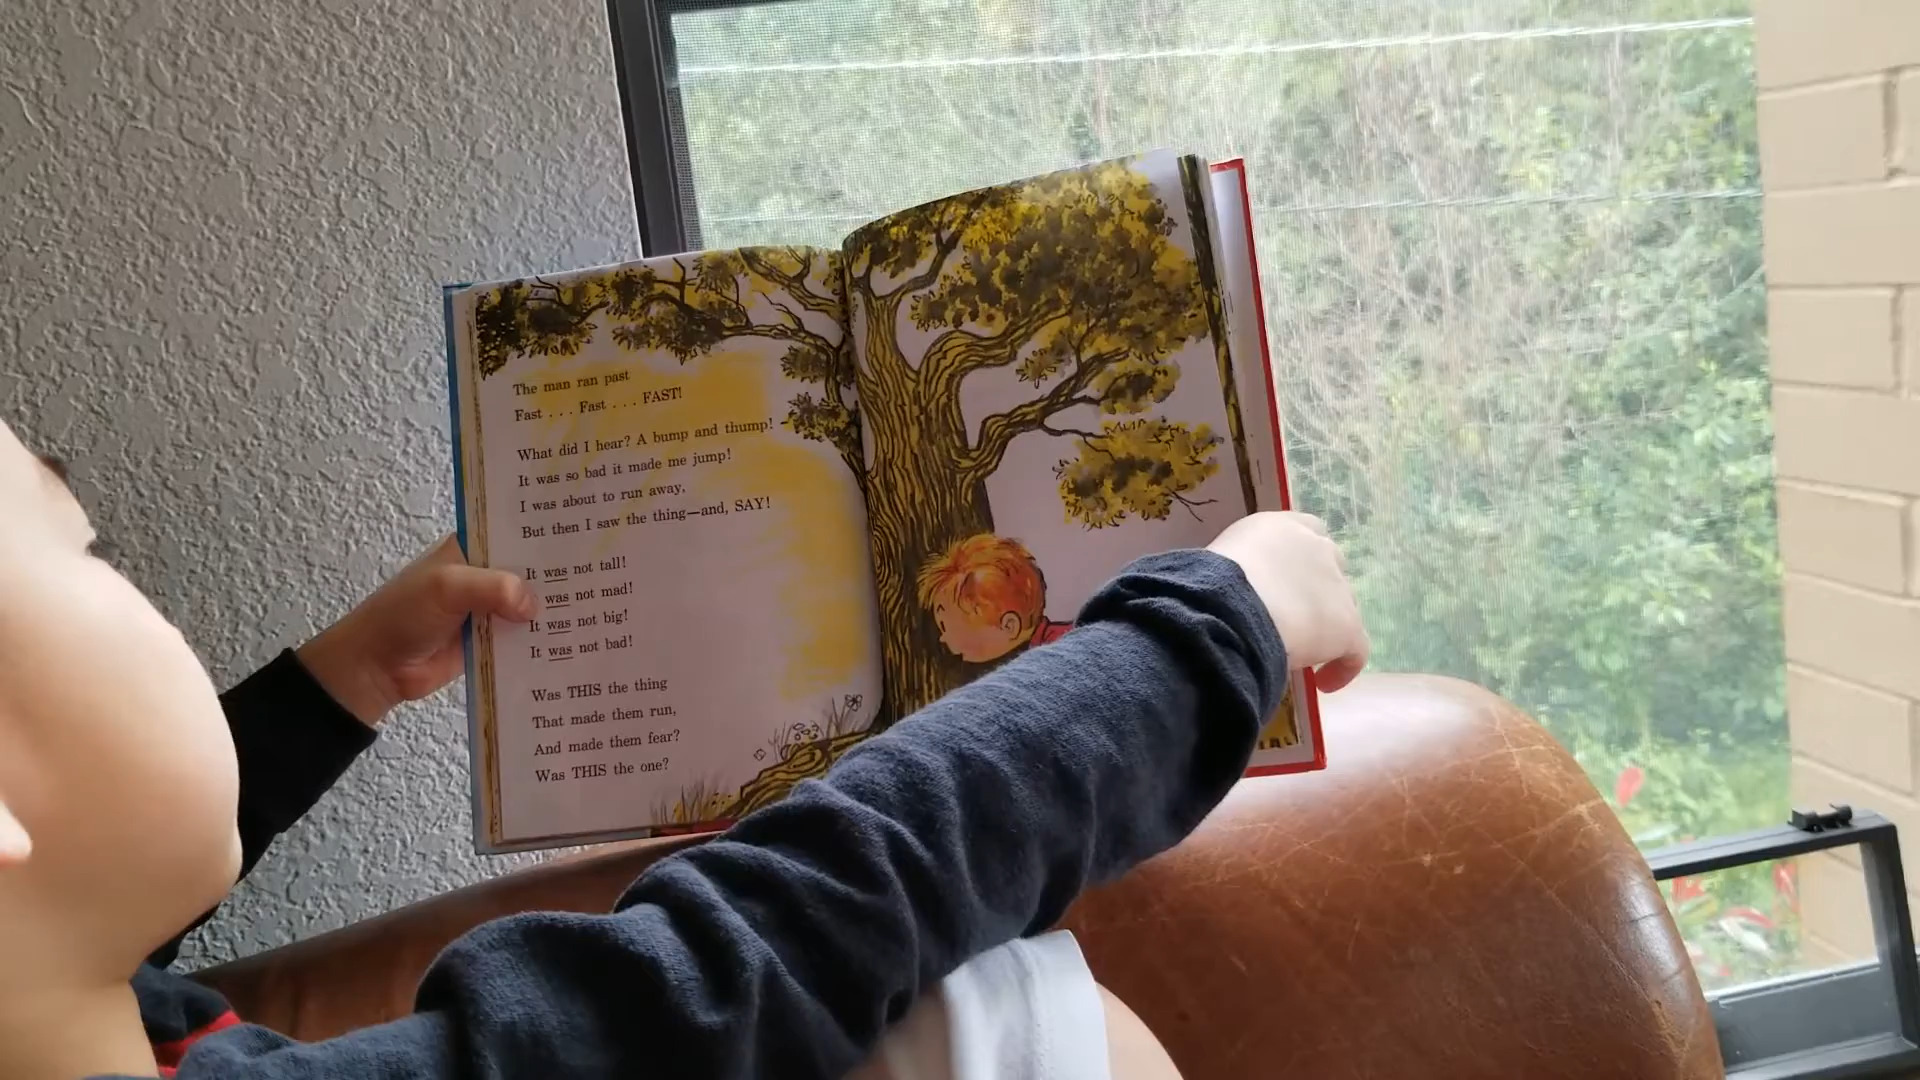 The man ran past
Fast . . . Fast . . . FAST!
What did I hear? A bump and thump!
It was so bad it made me jump!
I was about to run away,
But then I saw the thing—and, SAY!
It was not tall!
was not mad!
It was not big!
It was not bad!
Was THIS the thing
That made them run,
And made them fear?
Was THIS the one?